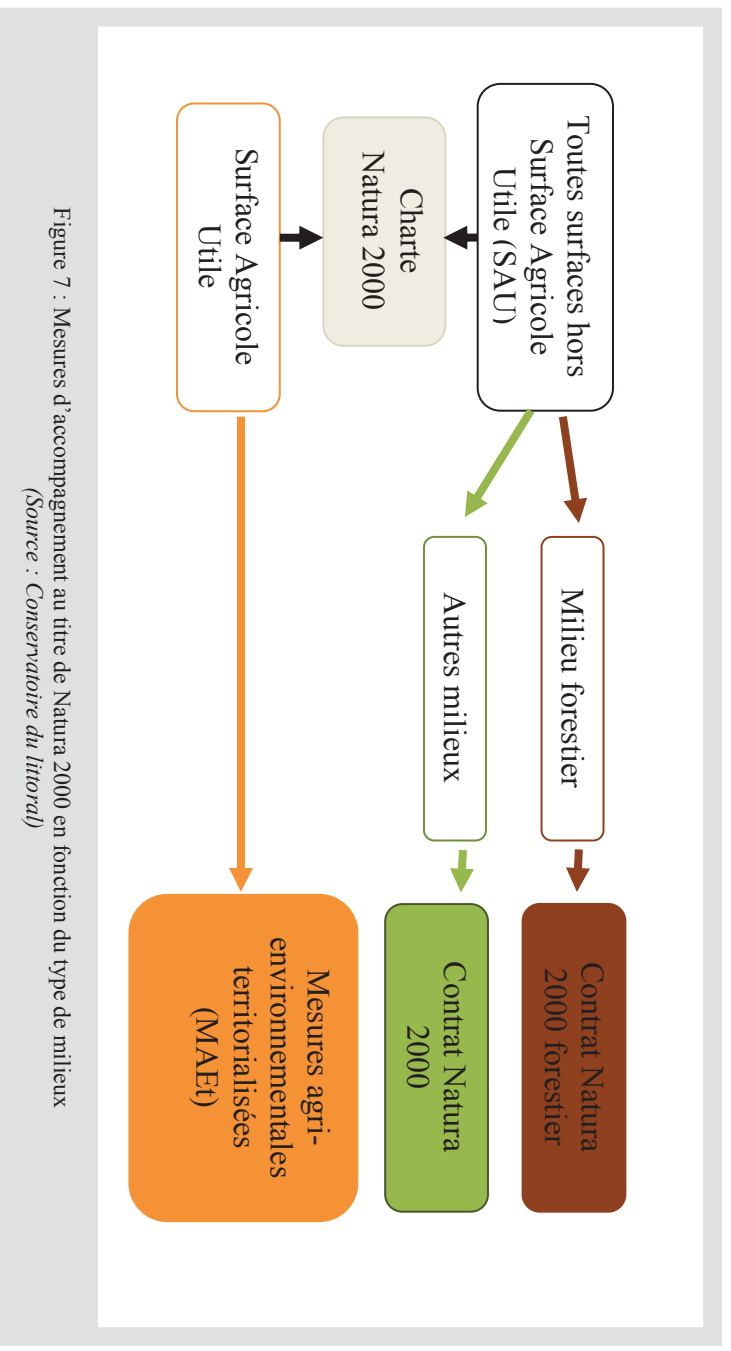 Toutes surfaces hors
Surface Agricole
Utile (SAU)
Milieu forestier
Contrat Natura
2000 forestier
Autres milieux
Contrat Natura
2000
Charte
Natura 2000
Surface Agricole
Utile
Mesures agri-
environnementales
territorialisées
(MAEt)
Figure 7 : Mesures d'accompagnement au titre de Natura 2000 en fonction du type de milieux
(Source : Conservatoire du littoral)